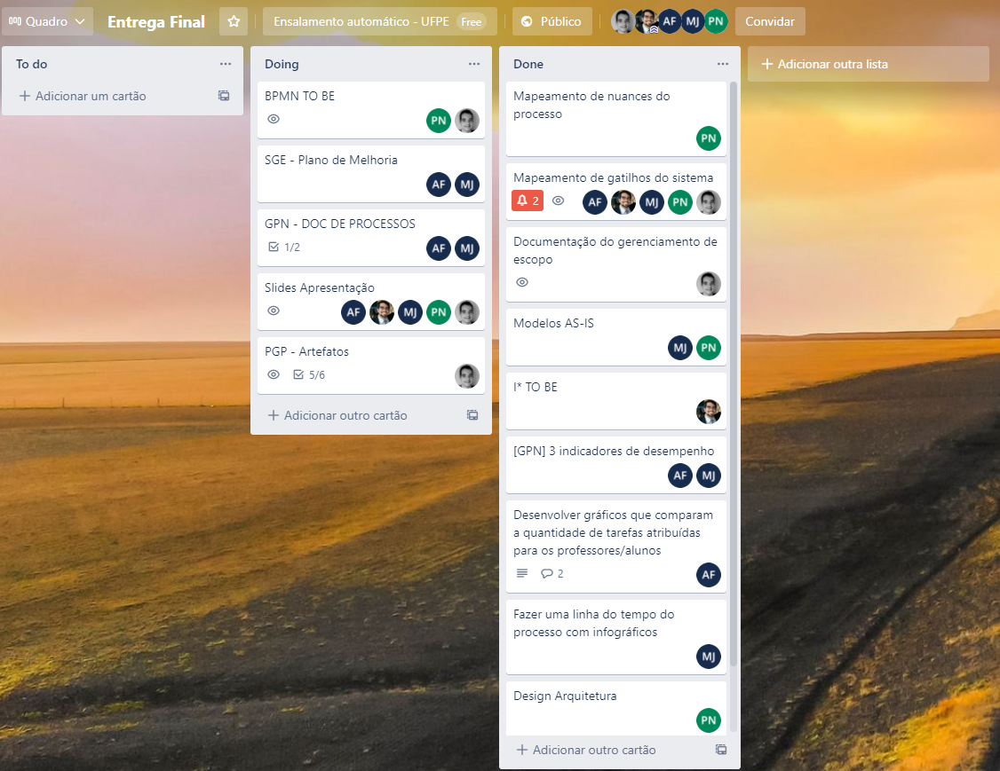 Quadro
Entrega Final
Ensalamento automático - UFPE Free
Público
AF
MJ
PN
Convidar
To do
Adicionar um cartão
Doing
BPMN TO BE
PN
SGE - Plano de Melhoria
AF MJ
GPN - DOC DE PROCESSOS
1/2
AF MJ
Slides Apresentação
AF MJ PN
PGP - Artefatos
5/6
Adicionar outro cartão
Done
Mapeamento de nuances do
processo
PN
Mapeamento de gatilhos do sistema
2
AF MJ PN
Documentação do gerenciamento de
escopo
Modelos AS-IS
MJ PN
I* TO BE
[GPN] 3 indicadores de desempenho
AF MJ
Desenvolver gráficos que comparam
a quantidade de tarefas atribuídas
para os professores/alunos
2
AF
Fazer uma linha do tempo do
processo com infográficos
MJ
Design Arquitetura
PN
Adicionar outro cartão
Adicionar outra lista